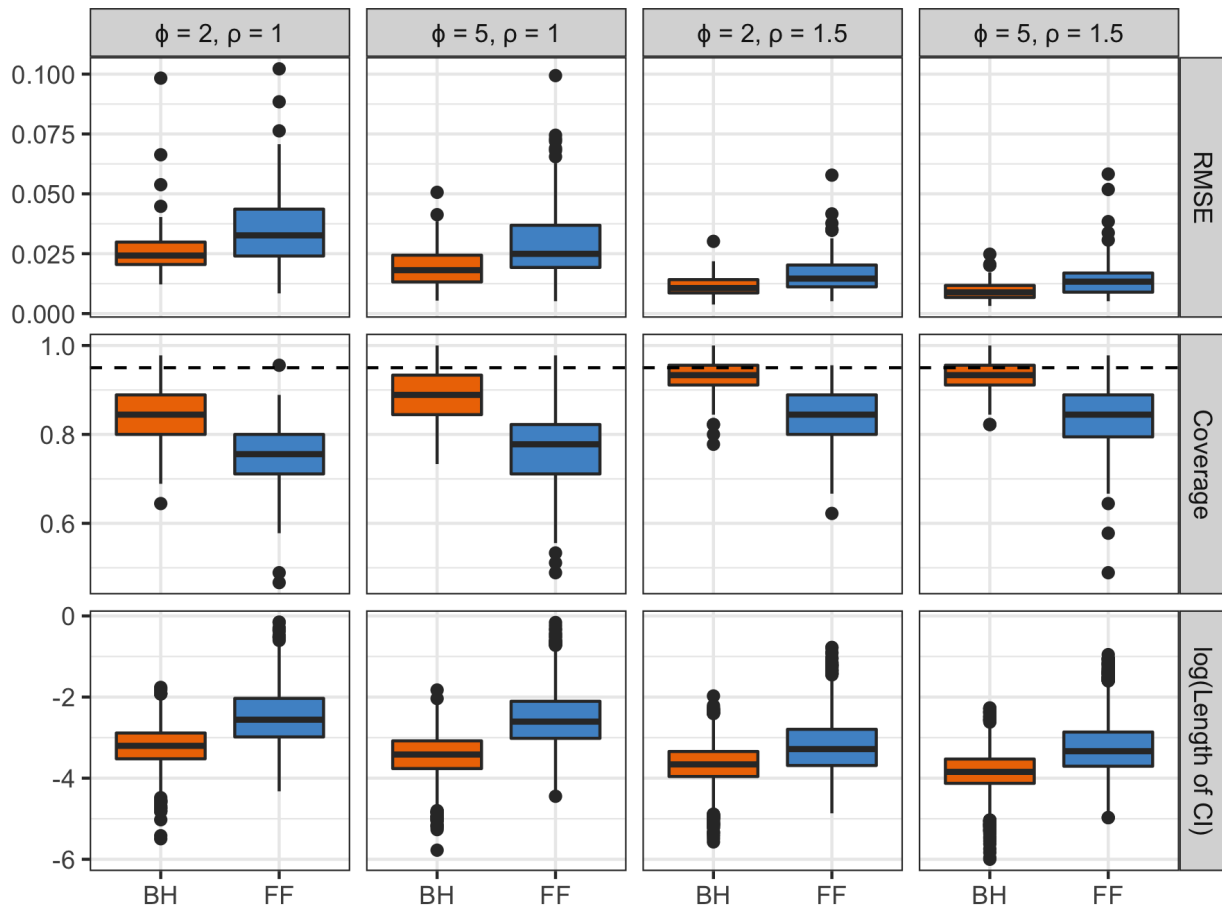 ϕ = 2, ρ = 1
ϕ = 5, ρ = 1
ϕ = 2, ρ = 1.5
ϕ = 5, ρ = 1.5
0.100
0.075
0.050
0.025
0.000
RMSE
1.0
0.8
0.6
Coverage
0
-2
-4
-6
log(Length of CI)
BH FF BH FF BH FF BH FF